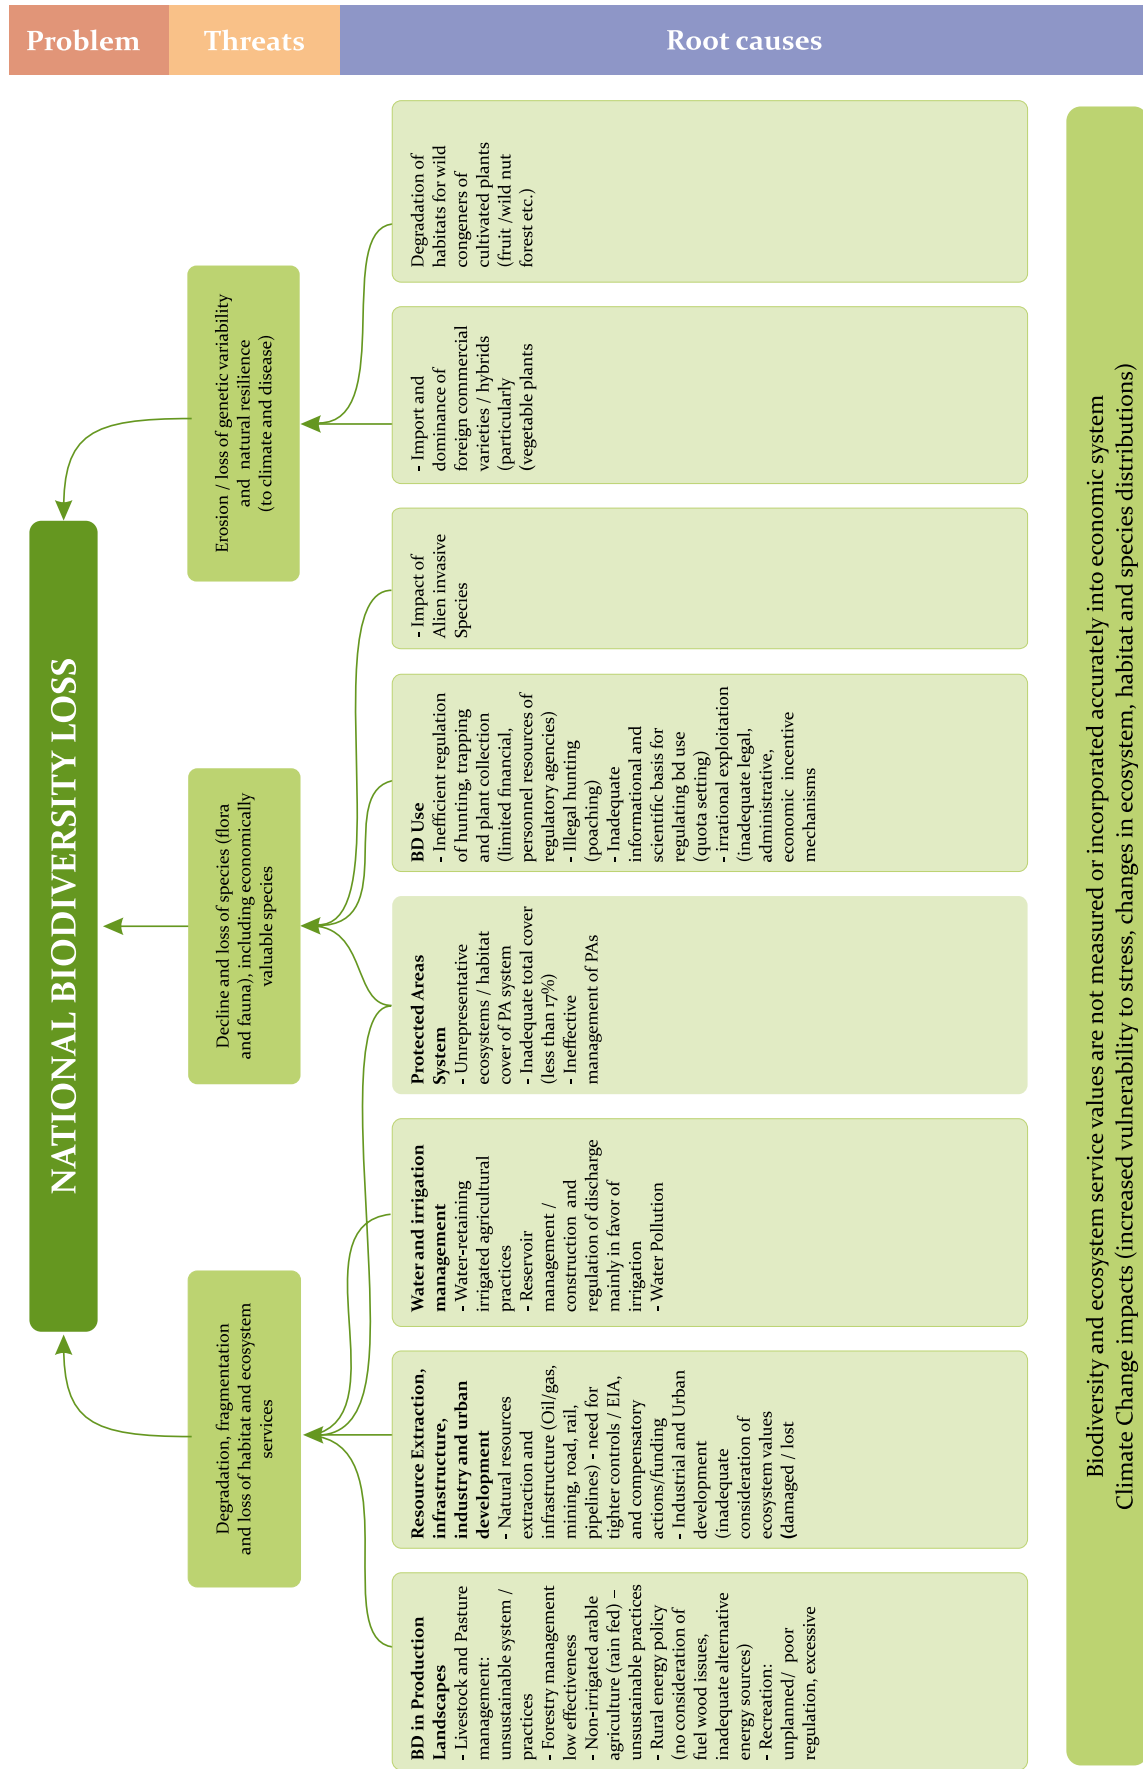 Problem
Threats
Root causes
NATIONAL BIODIVERSITY LOSS
Degradation, fragmentation
and loss of habitat and ecosystem
services
Decline and loss of species (flora
and fauna), including economically
valuable species
Erosion / loss of genetic variability
and natural resilience
(to climate and disease)
BD in Production
Landscapes
- Livestock and Pasture
management:
unsustainable system /
practices
- Forestry management
low effectiveness
- Non-irrigated arable
agriculture (rain fed) –
unsustainable practices
- Rural energy policy
(no consideration of
fuel wood issues,
inadequate alternative
energy sources)
- Recreation:
unplanned/ poor
regulation, excessive
Resource Extraction,
infrastructure,
industry and urban
development
- Natural resources
extraction and
infrastructure (Oil/gas,
mining, road, rail,
pipelines) - need for
tighter controls / EIA,
and compensatory
actions/funding
- Industrial and Urban
development
(inadequate
consideration of
ecosystem values
(damaged / lost
Water and irrigation
management
- Water-retaining
irrigated agricultural
practices
- Reservoir
management /
construction and
regulation of discharge
mainly in favor of
irrigation
- Water Pollution
Protected Areas
System
- Unrepresentative
ecosystems / habitat
cover of PA system
- Inadequate total cover
(less than 17%)
- Ineffective
management of PAs
BD Use
- Inefficient regulation
of hunting, trapping
and plant collection
(limited financial,
personnel resources of
regulatory agencies)
- Illegal hunting
(poaching)
- Inadequate
informational and
scientific basis for
regulating bd use
(quota setting)
- irrational exploitation
(inadequate legal,
administrative,
economic incentive
mechanisms
- Impact of
Alien invasive
Species
- Import and
dominance of
foreign commercial
varieties / hybrids
(particularly
(vegetable plants
Degradation of
habitats for wild
congeners of
cultivated plants
(fruit /wild nut
forest etc.)
Biodiversity and ecosystem service values are not measured or incorporated accurately into economic system
Climate Change impacts (increased vulnerability to stress, changes in ecosystem, habitat and species distributions)